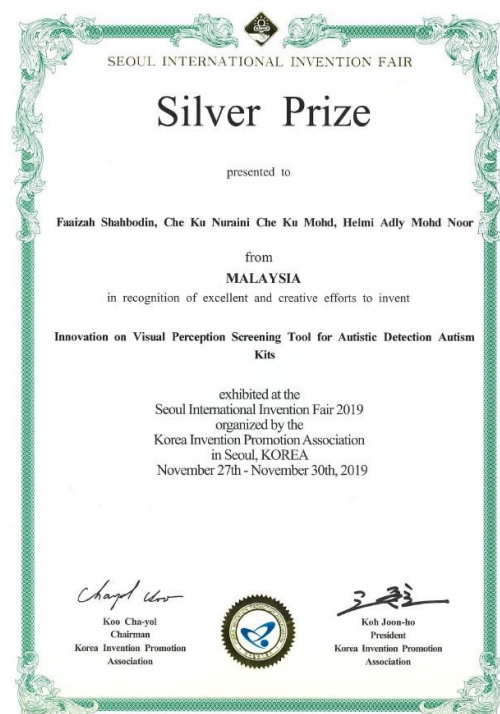 SEOUL INTERNATIONAL INVENTION FAIR
Silver Prize
presented to
Faaizah Shahbodin, Che Ku Nuraini Che Ku Mohd, Helmi Adly Mohd Noor
from
MALAYSIA
in recognition of excellent and creative efforts to invent
Innovation on Visual Perception Screening Tool for Autistic Detection Autism
Kits
exhibited at the
Seoul International Invention Fair 2019
organized by the
Korea Invention Promotion Association
in Seoul, KOREA
November 27th - November 30th, 2019
Koo Cha-yol
Chairman
Korea Invention Promotion
Association
Koh Joon-ho
President
Korea Invention Promotion
Association